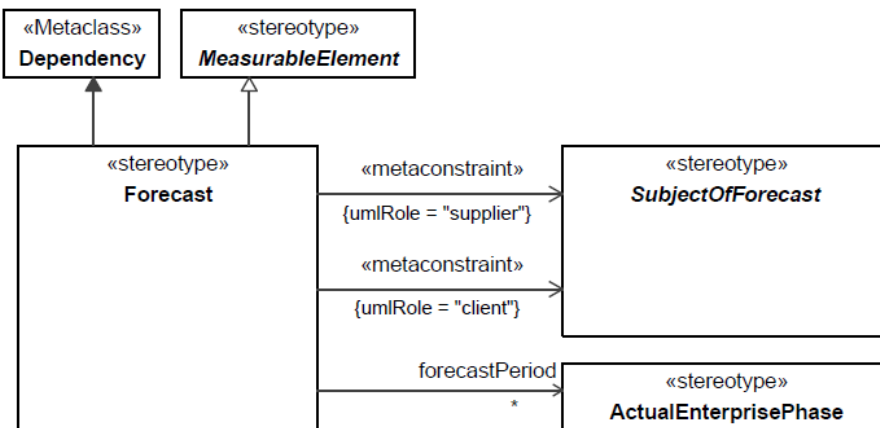 «Metaclass»
Dependency
«stereotype»
MeasurableElement
«stereotype»
Forecast
«metaconstraint»
{umlRole = "supplier"}
«metaconstraint»
{umlRole = "client"}
forecastPeriod
*
«stereotype»
SubjectOfForecast
«stereotype»
ActualEnterprisePhase